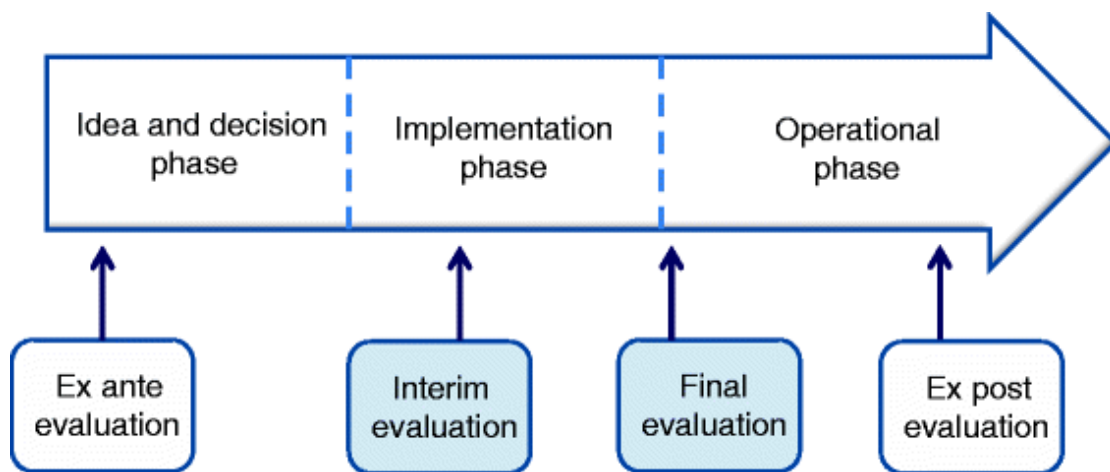 Idea and decision
phase
Implementation
phase
Operational
phase
Ex ante
evaluation
Interim
evaluation
Final
evaluation
Ex post
evaluation